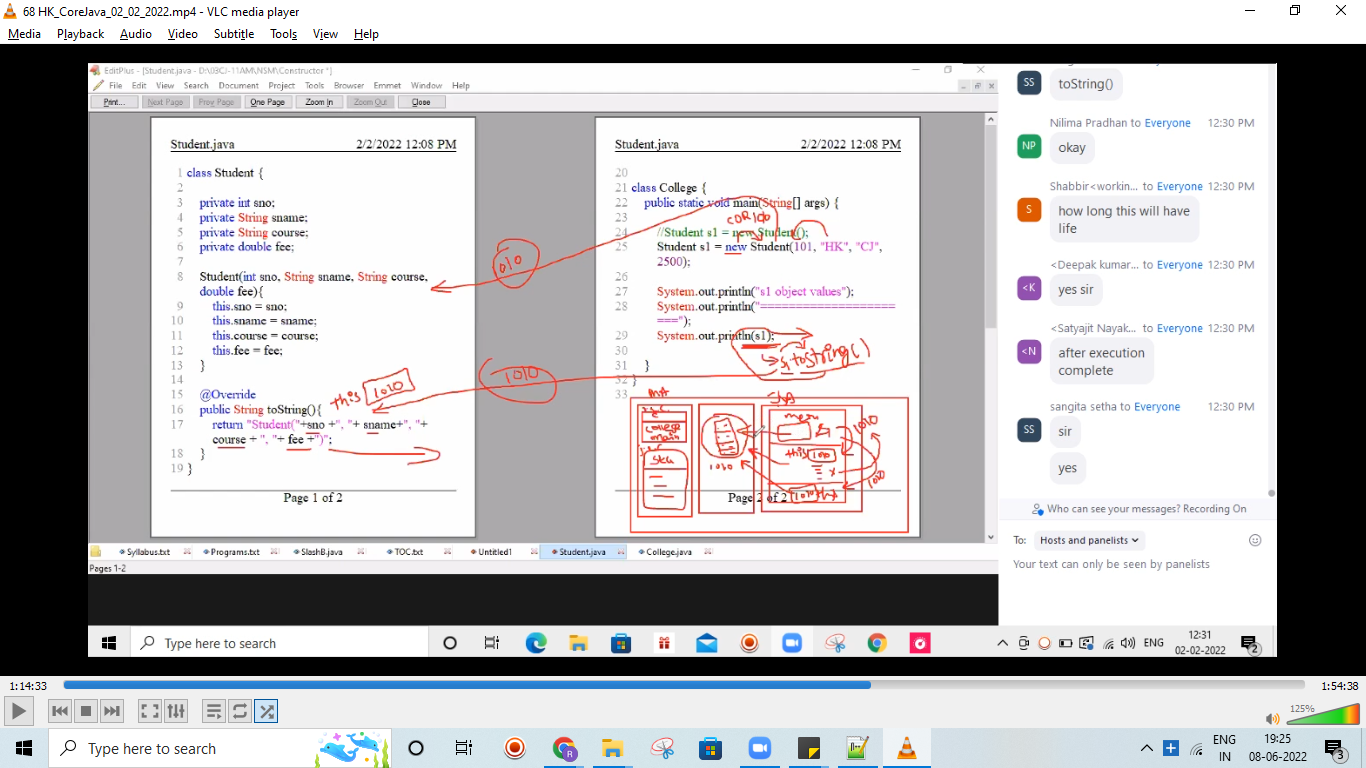 68 HK_CoreJava_02_02_2022.mp4 - VLC media player
Media Playback Audio Video Subtitle Tools View Help
EditPlus - [Student.java - D:\JB3CJ-11AM\NSM\Constructor *]
File Edit View Search Document Project Tools Browser Emmet Window Help
Print... Next Page Prev Page One Page Zoom In Zoom Out Close
Student.java 2/2/2022 12:08 PM
1 class Student {
2
3 private int sno;
4 private String sname;
5 private String course;
6 private double fee;
7
8 Student(int sno, String sname, String course,
double fee){
9 this.sno = sno;
10 this.sname = sname;
11 this.course = course;
12 this.fee = fee;
13 }
14
15 @Override
this 1010
16 public String toString(){
17 return "Student("+sno +", "+ sname+", "+
course + ", "+ fee +")";
18 }
19 }
Page 1 of 2
1010
1010
Student.java 2/2/2022 12:08 PM
20
21 class College {
22 public static void main(String[] args) {
23
24 //Student s1 = new Student();
25 Student s1 = new Student(101, "HK", "CJ",
2500);
26
27 System.out.println("s1 object values");
28 System.out.println("====================
===");
29 System.out.println(s1);
30
s1.toString()
31 }
32 }
33
MA
JSA
College
main
Stu
1010
main
this
1010
1010
Page 2 of 2
Syllabus.txt Programs.txt SlashB.java TOC.txt Untitled1 Student.java College.java
Pages 1-2
SS
toString()
Nilima Pradhan to Everyone 12:30 PM
NP
okay
Shabbir<workin... to Everyone 12:30 PM
S
how long this will have
life
<Deepak kumar... to Everyone 12:30 PM
<K
yes sir
<Satyajit Nayak... to Everyone 12:30 PM
<N
after execution
complete
sangita setha to Everyone 12:30 PM
SS
sir
yes
Who can see your messages? Recording On
To: Hosts and panelists
Your text can only be seen by panelists
Type here to search
ENG
12:31
02-02-2022
2
1:14:33
1:54:38
125%
Type here to search
R
ENG
IN
19:25
08-06-2022
3